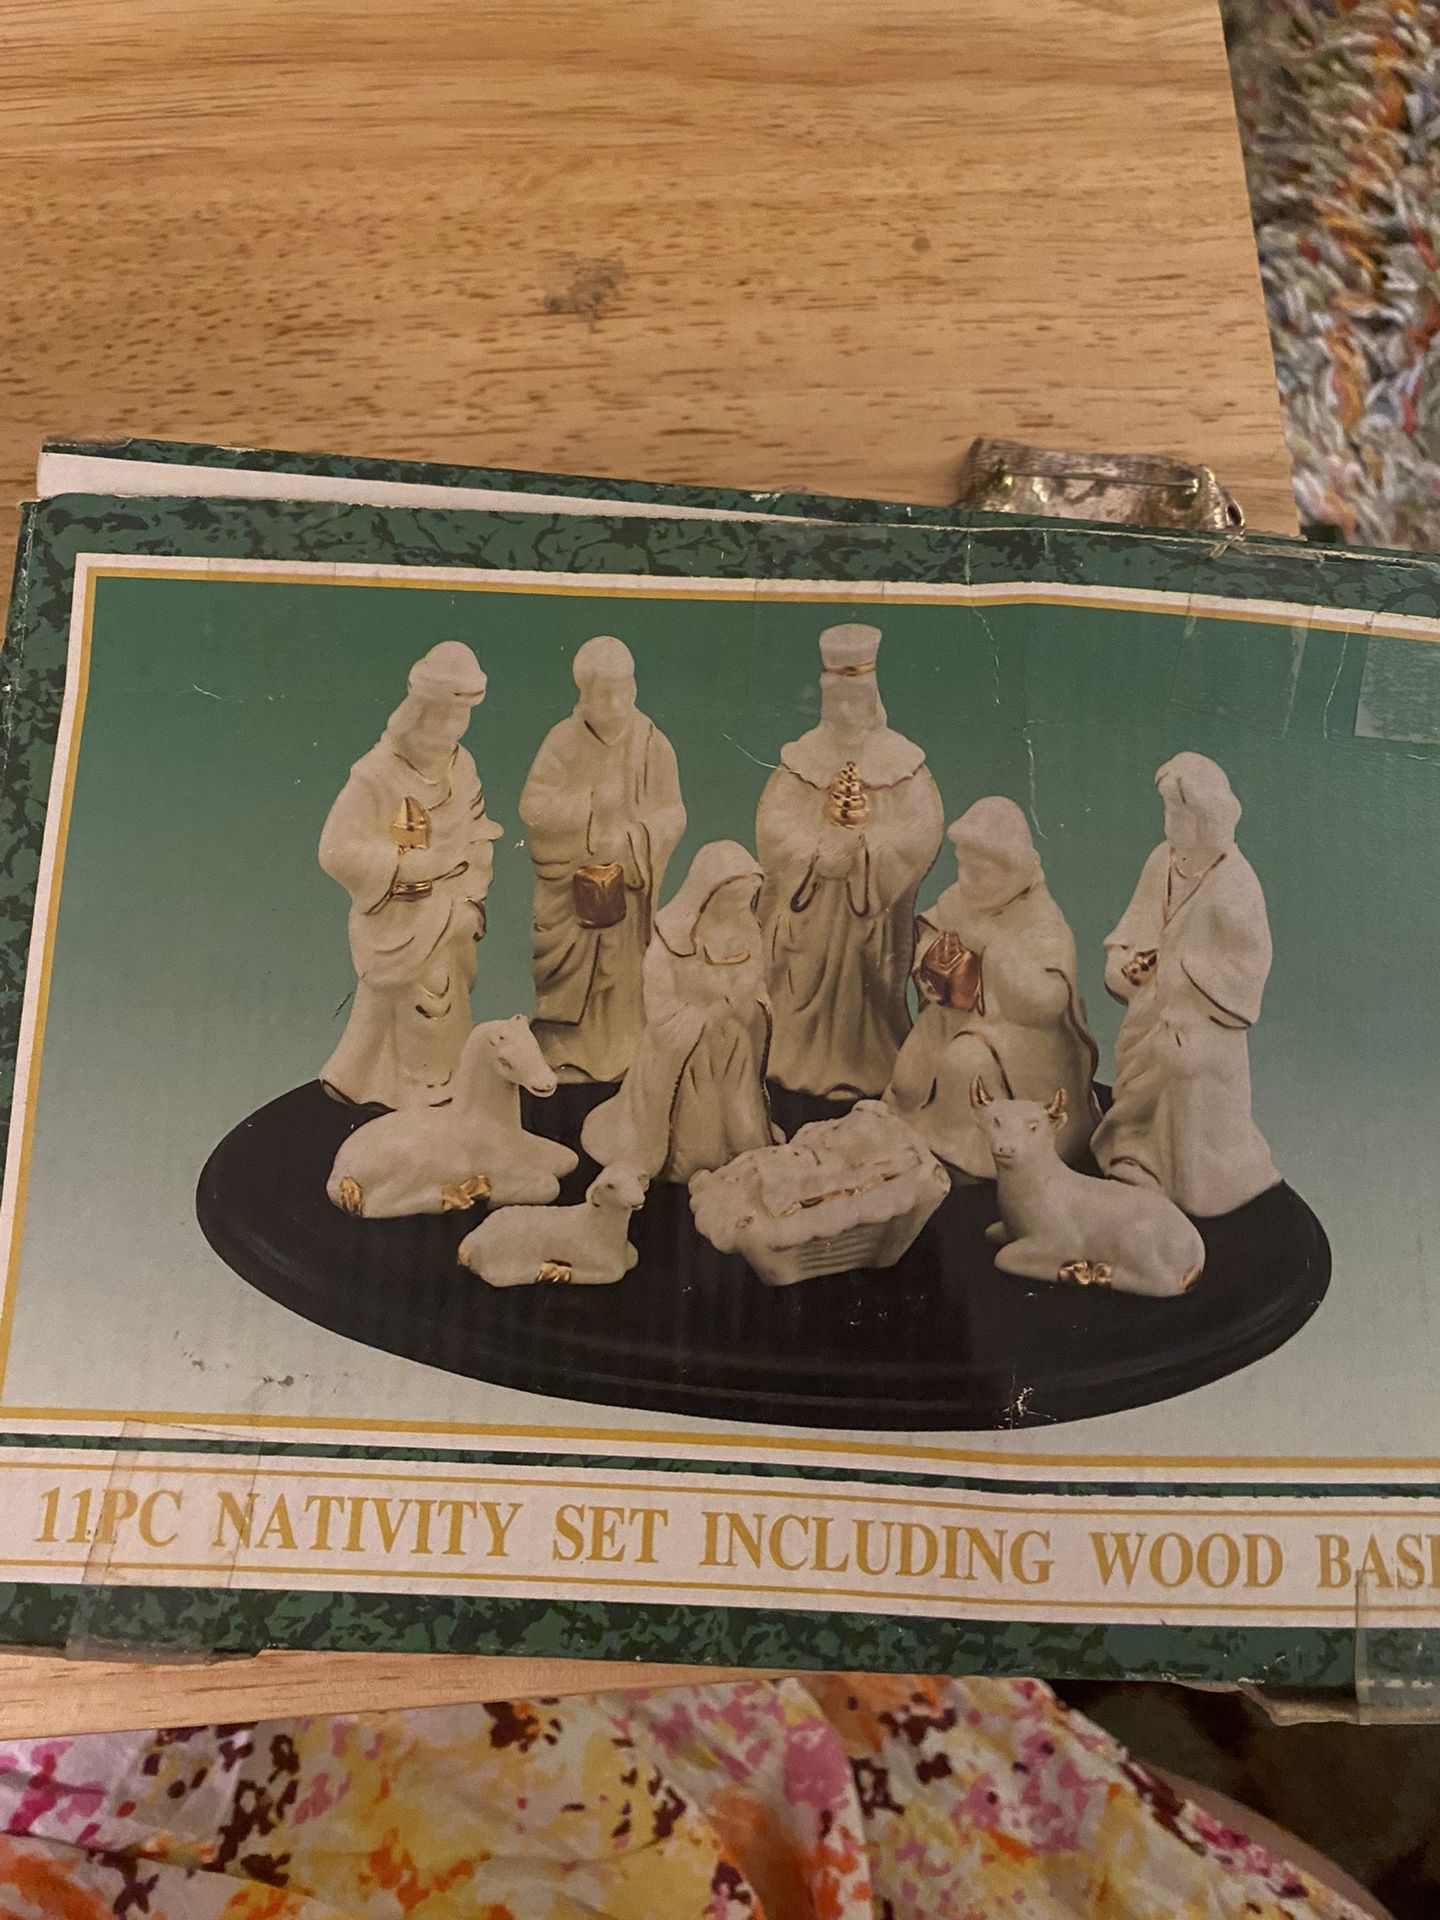 11PC NATIVITY SET INCLUDING WOOD BAS